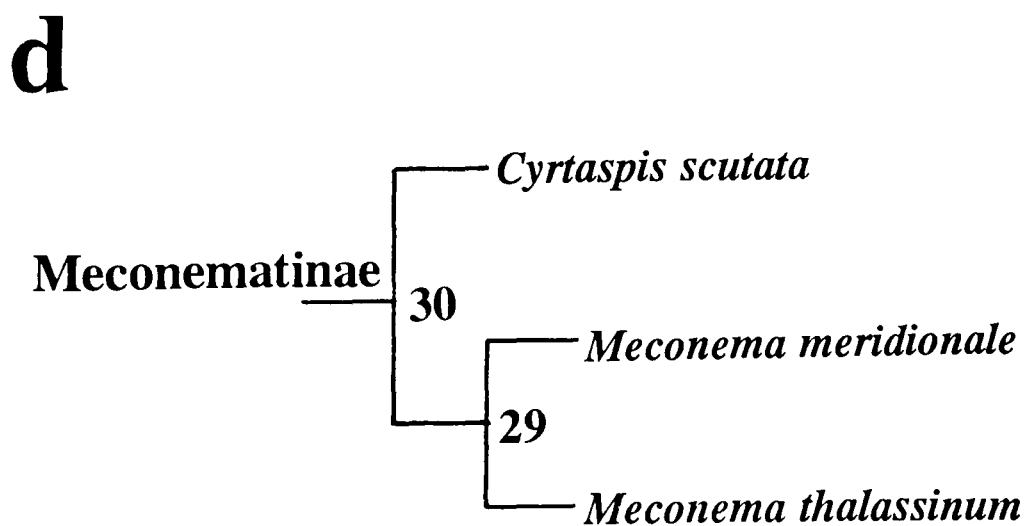 d
Cyrtaspis scutata
Meconematinae
30
Meconema meridionale
29
Meconema thalassinum